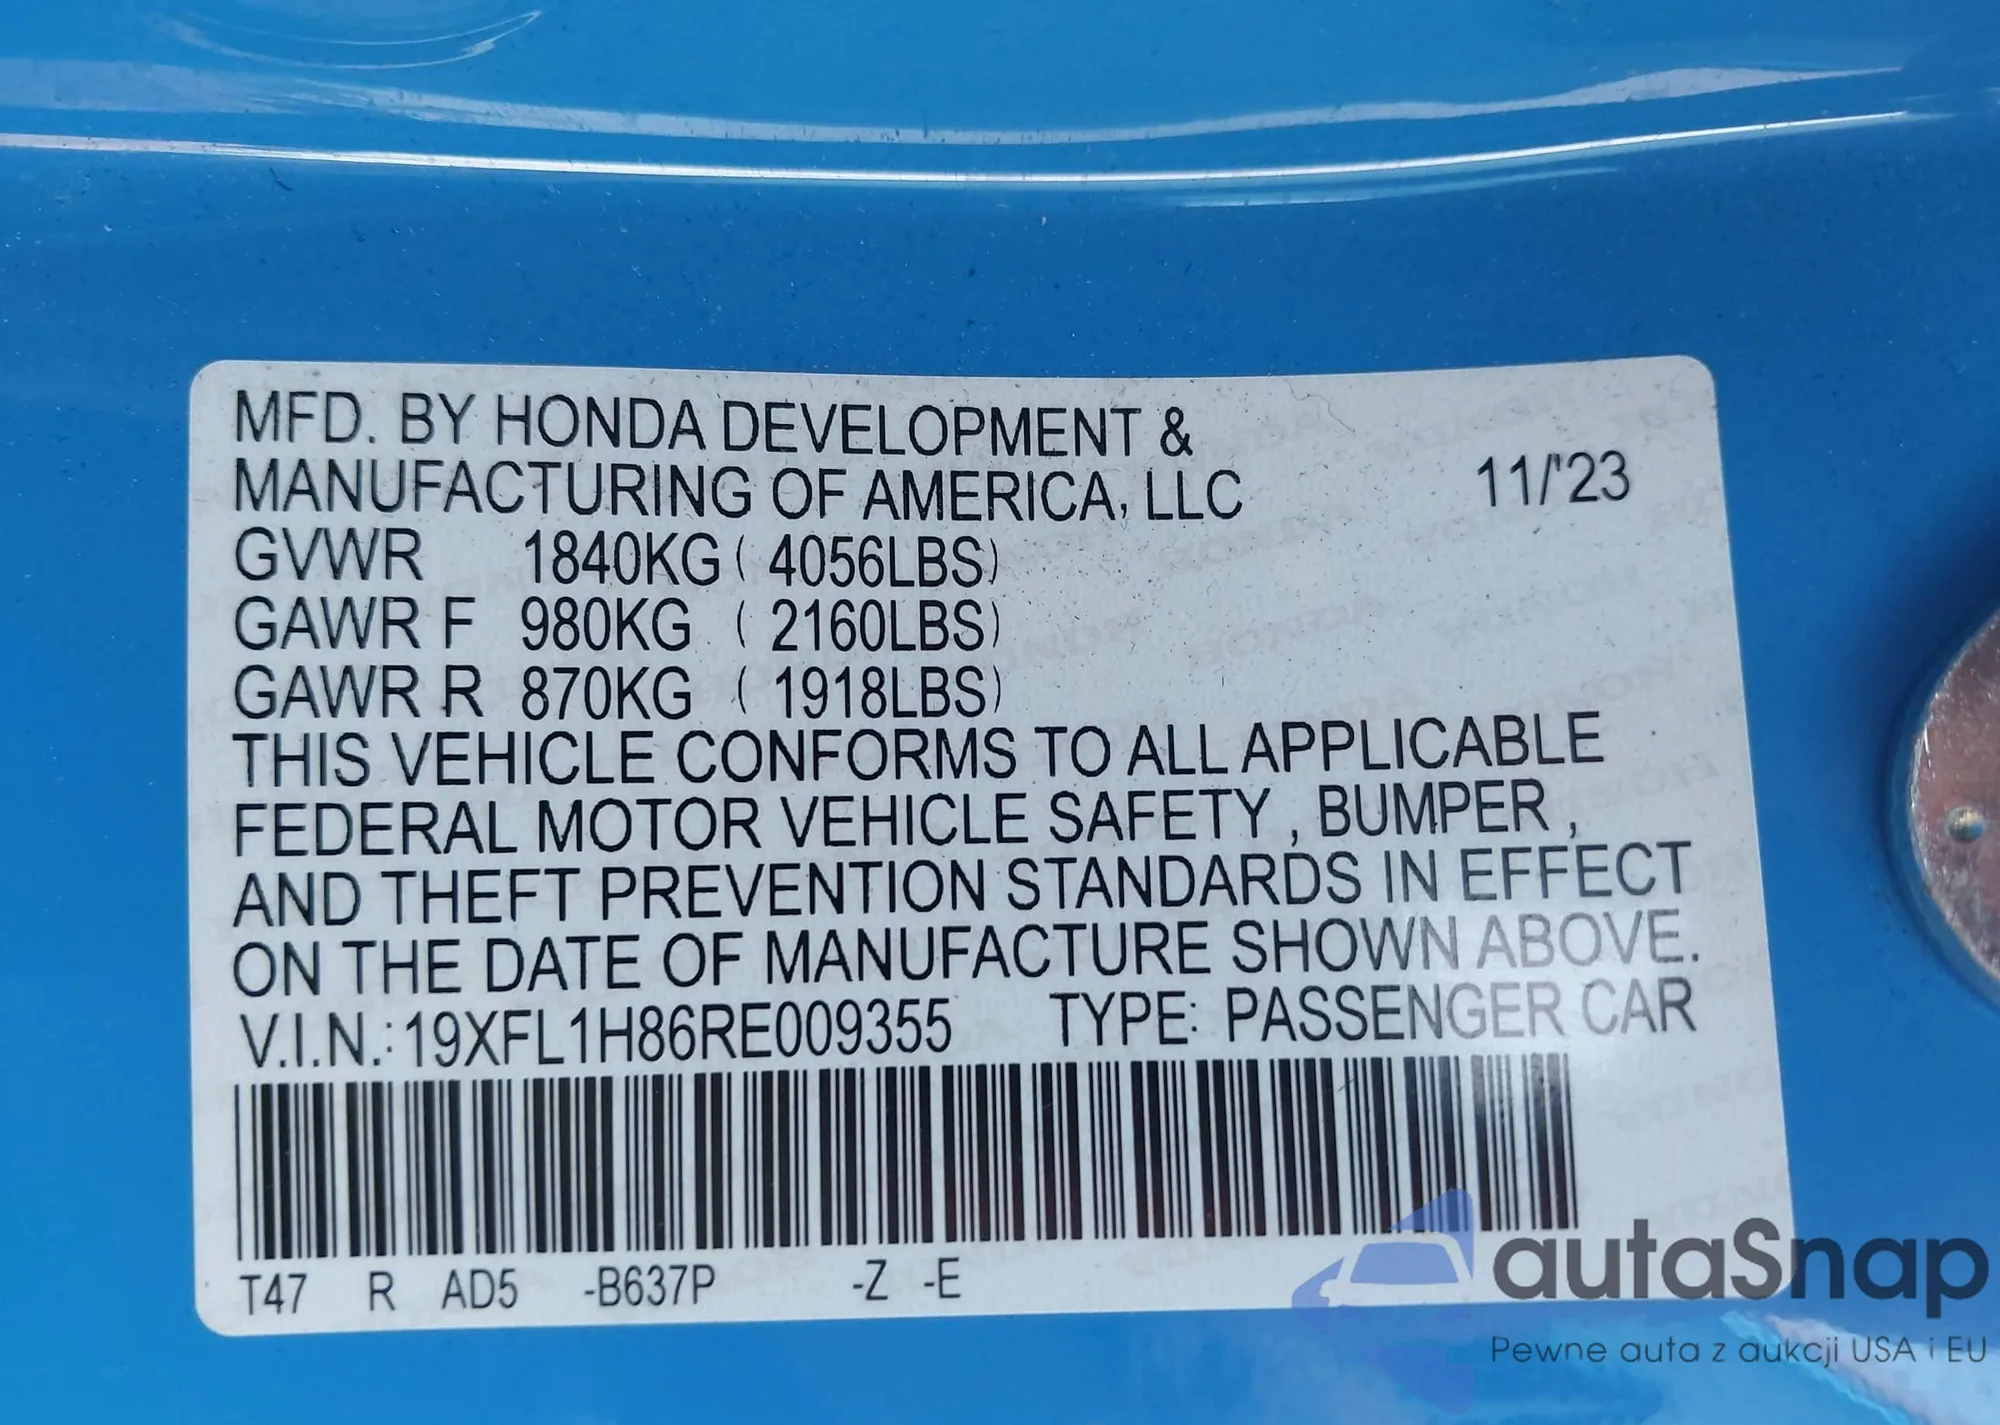 MFD. BY HONDA DEVELOPMENT &
MANUFACTURING OF AMERICA, LLC 11/'23
GVWR 1840KG ( 4056LBS)
GAWR F 980KG ( 2160LBS)
GAWR R 870KG ( 1918LBS)
THIS VEHICLE CONFORMS TO ALL APPLICABLE
FEDERAL MOTOR VEHICLE SAFETY , BUMPER ,
AND THEFT PREVENTION STANDARDS IN EFFECT
ON THE DATE OF MANUFACTURE SHOWN ABOVE.
V.I.N.: 19XFL1H86RE009355 TYPE: PASSENGER CAR
T47 R AD5 -B637P -Z -E
autaSnap
Pewne auta z aukcji USA i EU